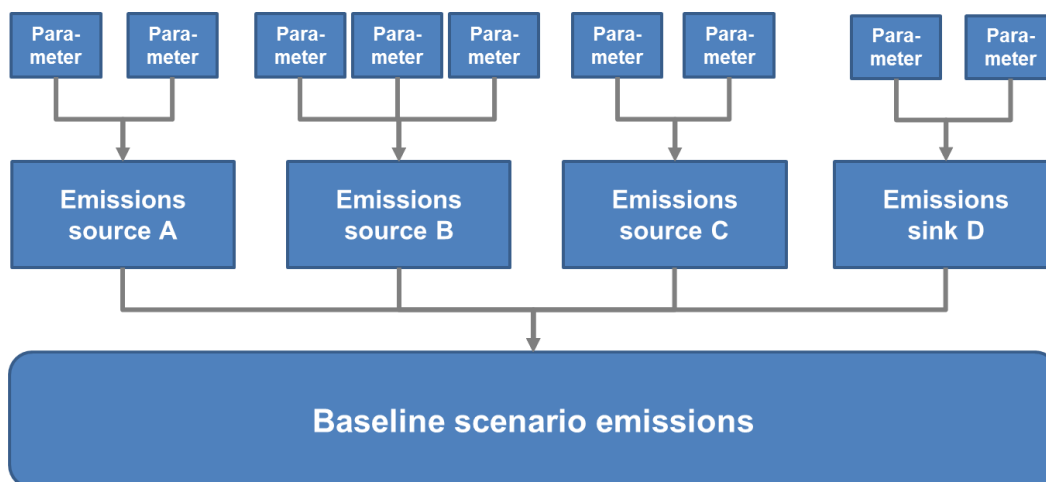 Para-
meter
Para-
meter
Para-
meter
Para-
meter
Para-
meter
Para-
meter
Para-
meter
Para-
meter
Para-
meter
Emissions
source A
Emissions
source B
Emissions
source C
Emissions
sink D
Baseline scenario emissions